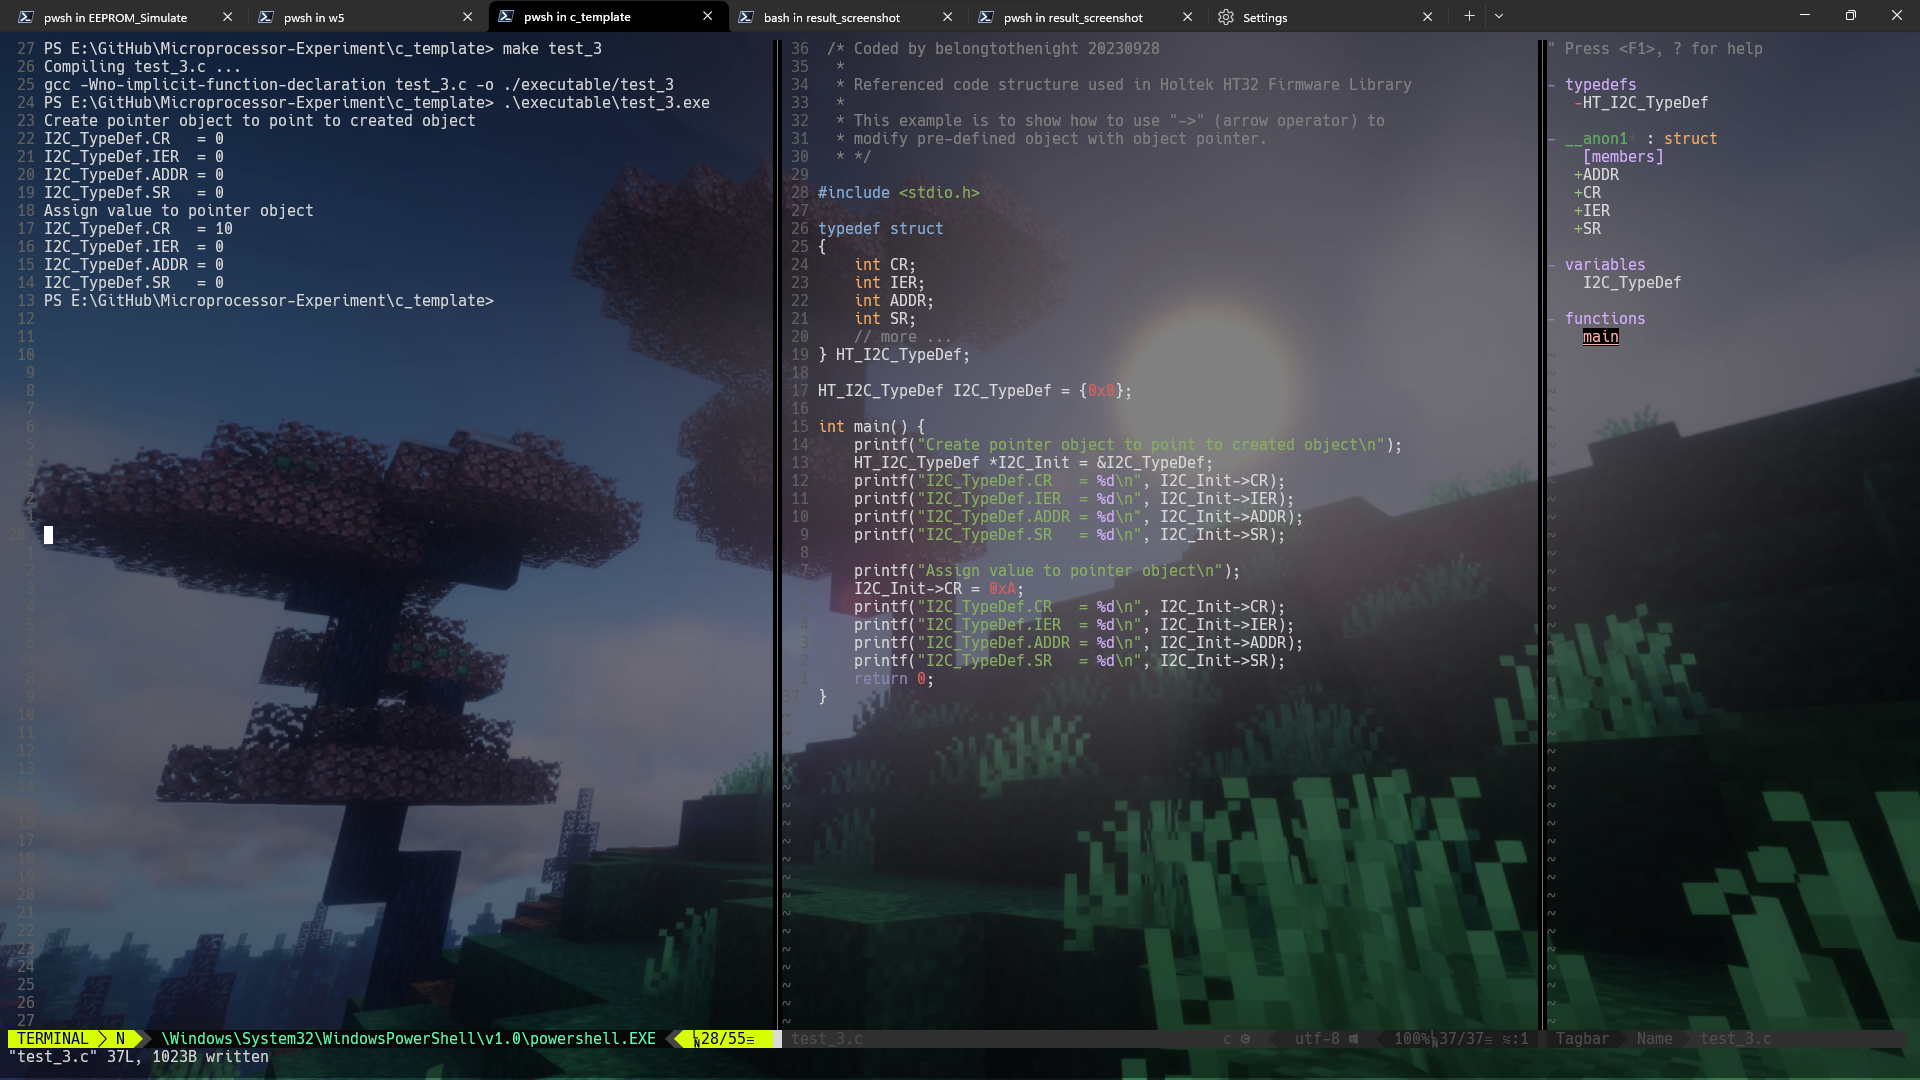 pwsh in EEPROM_Simulate
pwsh in w5
pwsh in c_template
bash in result_screenshot
pwsh in result_screenshot
Settings
27 PS E:\GitHub\Microprocessor-Experiment\c_template> make test_3
26 Compiling test_3.c ...
25 gcc -Wno-implicit-function-declaration test_3.c -o ./executable/test_3
24 PS E:\GitHub\Microprocessor-Experiment\c_template> .\executable\test_3.exe
23 Create pointer object to point to created object
22 I2C_TypeDef.CR   = 0
21 I2C_TypeDef.IER  = 0
20 I2C_TypeDef.ADDR = 0
19 I2C_TypeDef.SR   = 0
18 Assign value to pointer object
17 I2C_TypeDef.CR   = 10
16 I2C_TypeDef.IER  = 0
15 I2C_TypeDef.ADDR = 0
14 I2C_TypeDef.SR   = 0
13 PS E:\GitHub\Microprocessor-Experiment\c_template>
12
11
10
9
8
7
6
5
4
3
2
1
28
1
2
3
4
5
6
7
8
9
10
11
12
13
14
15
16
17
18
19
20
21
22
23
24
25
26
27
36  /* Coded by belongtothenight 20230928
35   *
34   * Referenced code structure used in Holtek HT32 Firmware Library
33   *
32   * This example is to show how to use "->" (arrow operator) to
31   * modify pre-defined object with object pointer.
30   * */
29
28 #include <stdio.h>
27
26 typedef struct
25 {
24     int CR;
23     int IER;
22     int ADDR;
21     int SR;
20     // more ...
19 } HT_I2C_TypeDef;
18
17 HT_I2C_TypeDef I2C_TypeDef = {0x0};
16
15 int main() {
14     printf("Create pointer object to point to created object\n");
13     HT_I2C_TypeDef *I2C_Init = &I2C_TypeDef;
12     printf("I2C_TypeDef.CR   = %d\n", I2C_Init->CR);
11     printf("I2C_TypeDef.IER  = %d\n", I2C_Init->IER);
10     printf("I2C_TypeDef.ADDR = %d\n", I2C_Init->ADDR);
9     printf("I2C_TypeDef.SR   = %d\n", I2C_Init->SR);
8
7     printf("Assign value to pointer object\n");
6     I2C_Init->CR = 0xA;
5     printf("I2C_TypeDef.CR   = %d\n", I2C_Init->CR);
4     printf("I2C_TypeDef.IER  = %d\n", I2C_Init->IER);
3     printf("I2C_TypeDef.ADDR = %d\n", I2C_Init->ADDR);
2     printf("I2C_TypeDef.SR   = %d\n", I2C_Init->SR);
1     return 0;
37 }
" Press <F1>, ? for help
- typedefs
-HT_I2C_TypeDef
- __anon1* : struct
[members]
+ADDR
+CR
+IER
+SR
- variables
I2C_TypeDef
- functions
main
TERMINAL N \Windows\System32\WindowsPowerShell\v1.0\powershell.EXE 28/55
test_3.c c utf-8 100% 37/37 :1
Tagbar Name test_3.c
"test_3.c" 37L, 1023B written